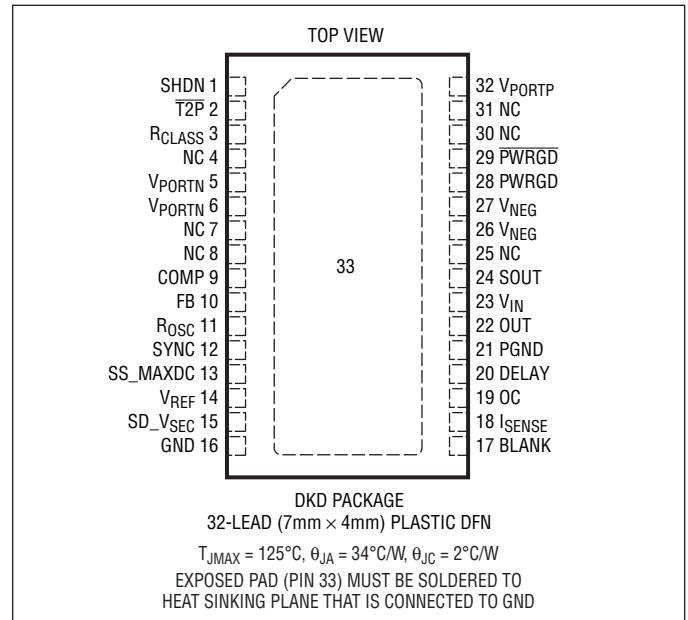 TOP VIEW
SHDN 1
T2P 2
RCLASS 3
NC 4
VPORTN 5
VPORTN 6
NC 7
NC 8
COMP 9
FB 10
ROSC 11
SYNC 12
SS_MAXDC 13
VREF 14
SD_VSEC 15
GND 16
33
32 VPORTP
31 NC
30 NC
29 PWRGD
28 PWRGD
27 VNEG
26 VNEG
25 NC
24 SOUT
23 VIN
22 OUT
21 PGND
20 DELAY
19 OC
18 ISENSE
17 BLANK
DKD PACKAGE
32-LEAD (7mm × 4mm) PLASTIC DFN
TJMAX = 125°C, θJA = 34°C/W, θJC = 2°C/W
EXPOSED PAD (PIN 33) MUST BE SOLDERED TO
HEAT SINKING PLANE THAT IS CONNECTED TO GND